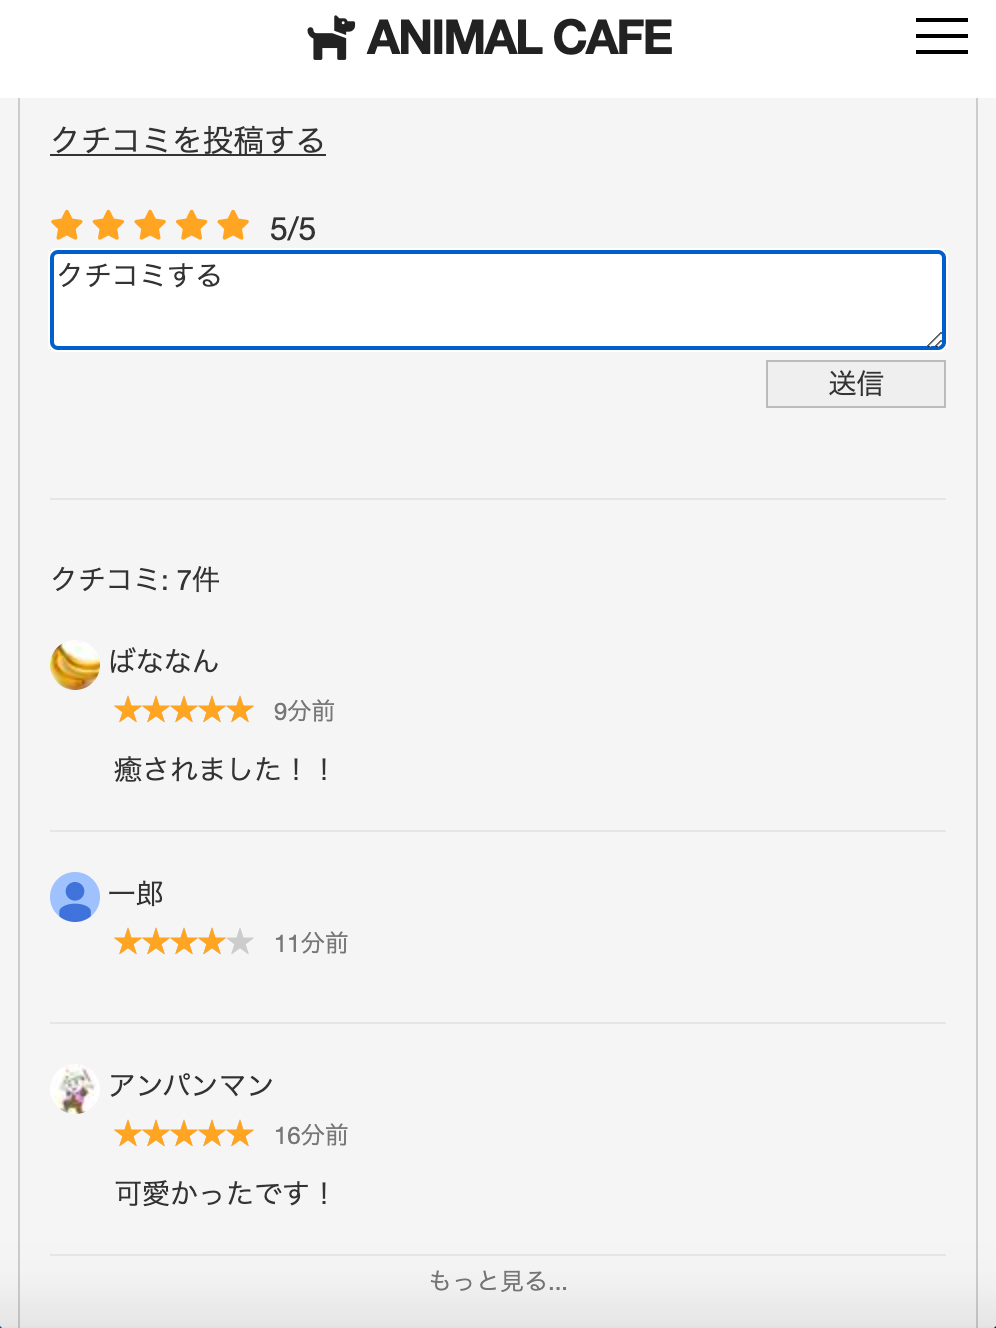 ANIMAL CAFE
クチコミを投稿する
5/5
クチコミする
送信
クチコミ: 7件
ばななん
9分前
癒されました！！
一郎
11分前
アンパンマン
16分前
可愛かったです！
もっと見る...